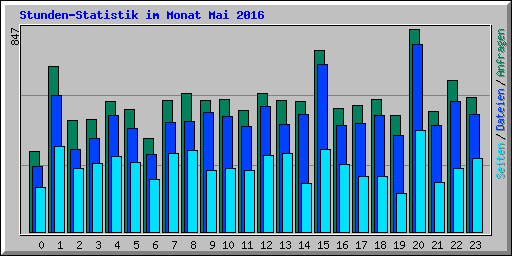 Stunden-Statistik im Monat Mai 2016
847
Seiten/Dateien/Anfragen
0 1 2 3 4 5 6 7 8 9 10 11 12 13 14 15 16 17 18 19 20 21 22 23